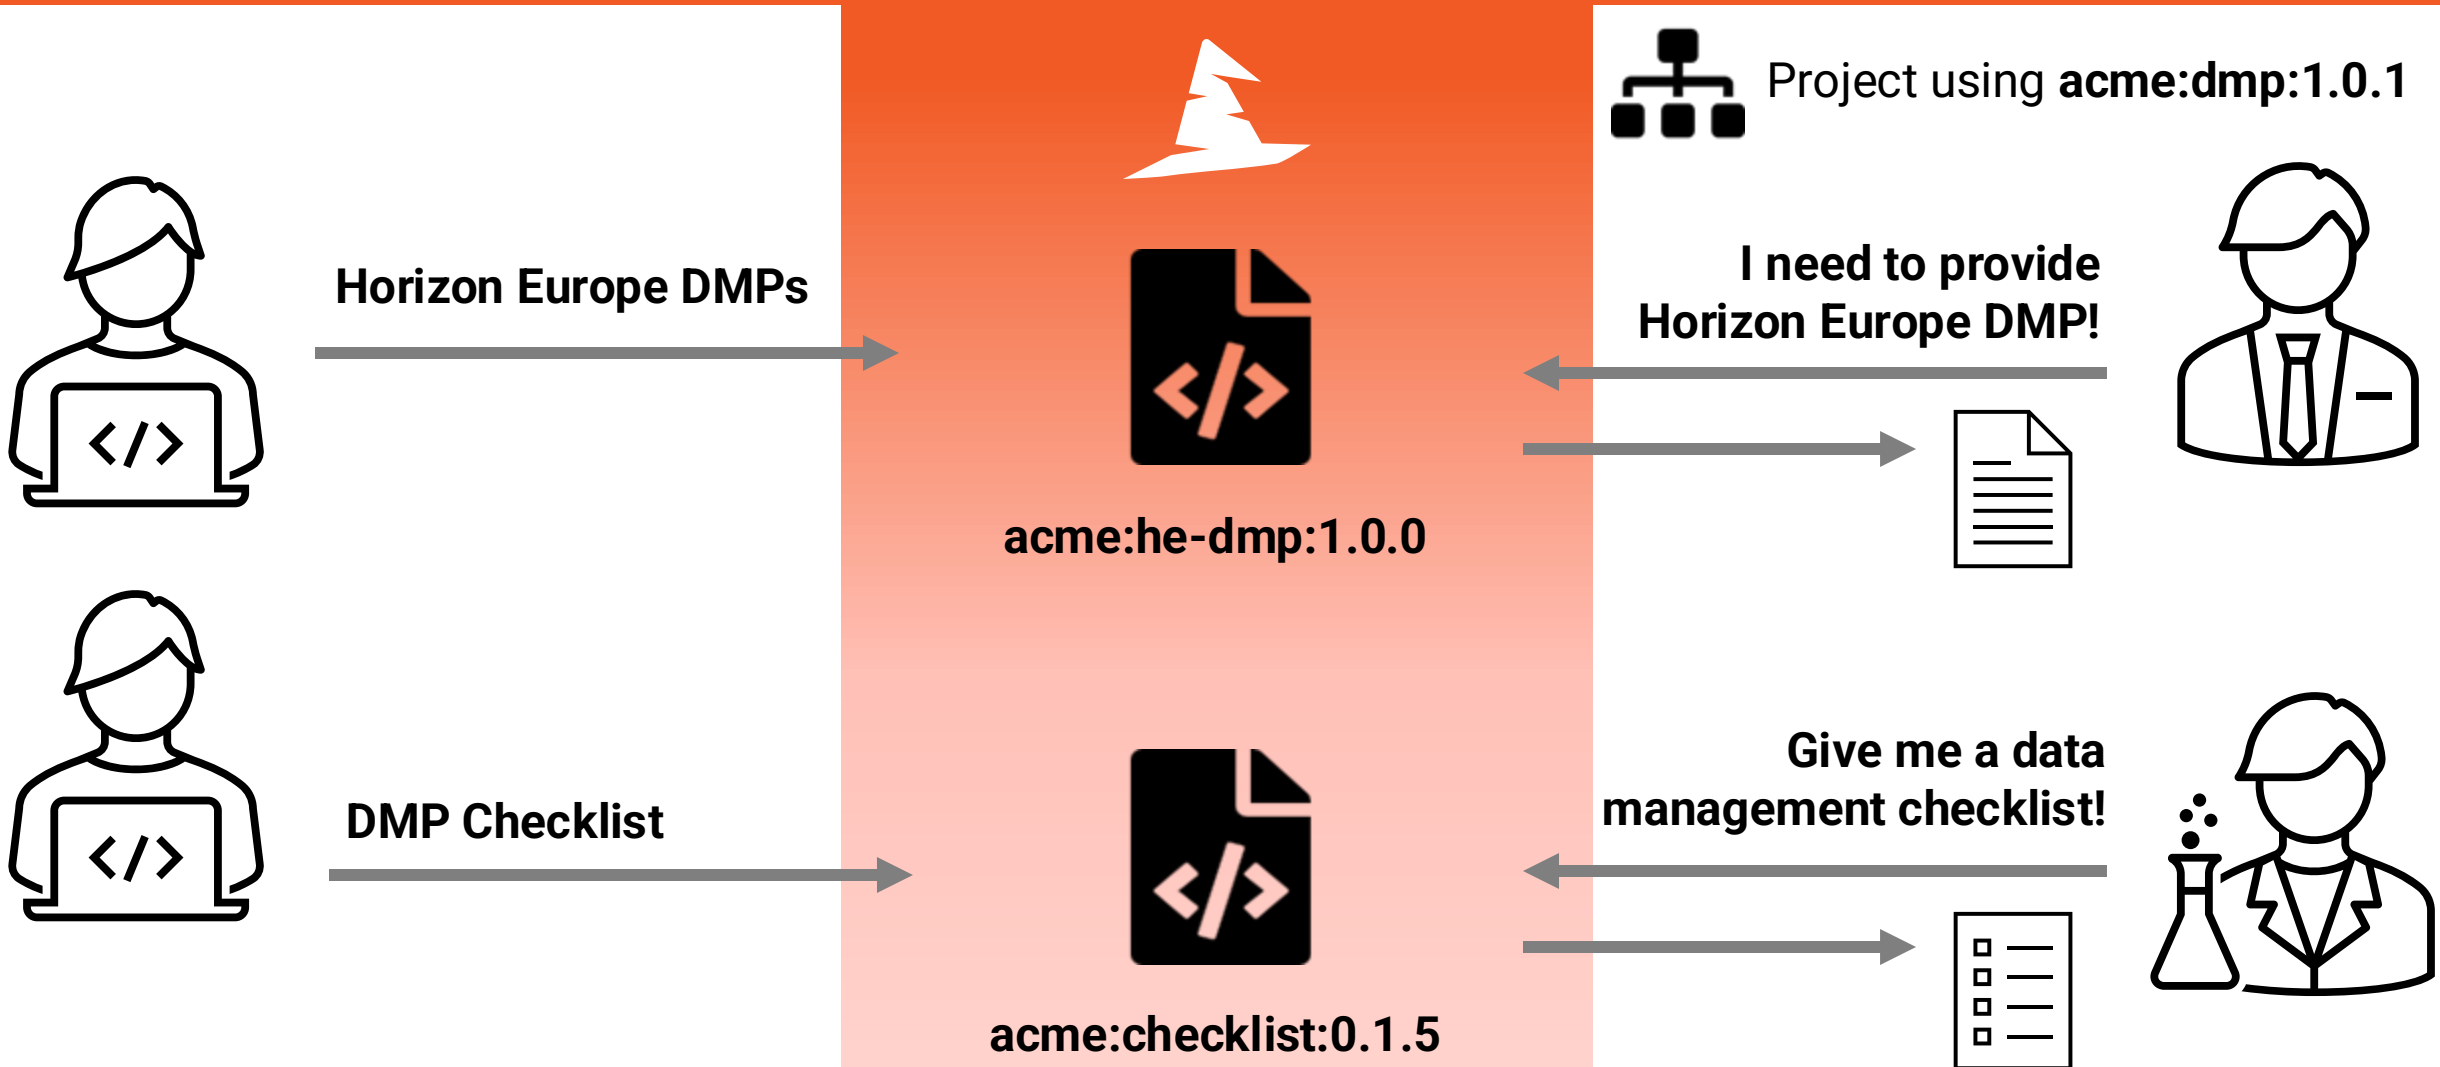 Project using acme:dmp:1.0.1
Horizon Europe DMPs
I need to provide
Horizon Europe DMP!
acme:he-dmp:1.0.0
DMP Checklist
Give me a data
management checklist!
acme:checklist:0.1.5